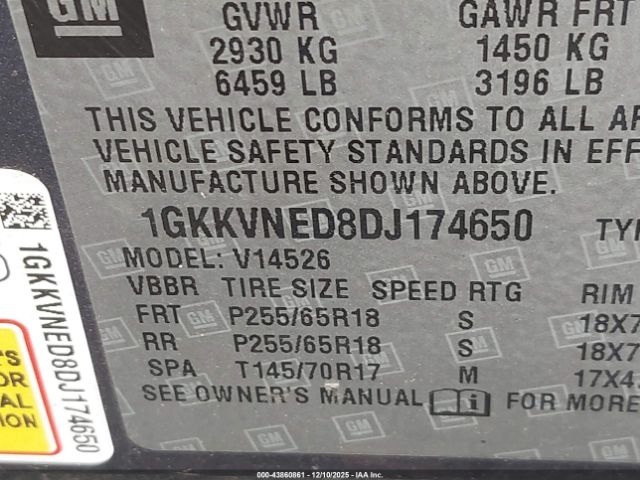 GM
GVWR GAWR FRT
2930 KG 1450 KG
6459 LB 3196 LB
THIS VEHICLE CONFORMS TO ALL
VEHICLE SAFETY STANDARDS IN EFF
MANUFACTURE SHOWN ABOVE.
1GKKVNED8DJ174650
MODEL: V14526
VBBR TIRE SIZE SPEED RTG RIM
FRT P255/65R18 S 18X7
RR P255/65R18 S 18X7
SPA T145/70R17 M 17X4
SEE OWNER'S MANUAL i FOR MORE
1GKKVNED8DJ174650
IAA - 43860861 - 12/10/2025 - IAA Inc.